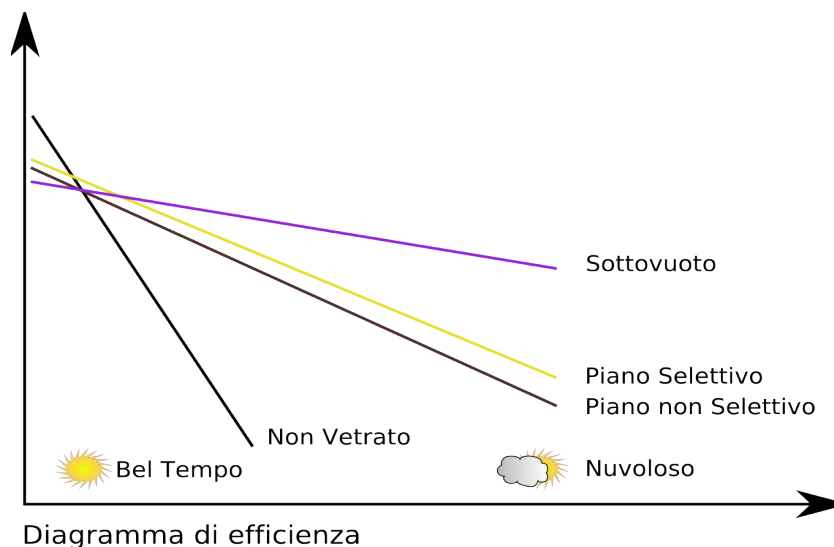 Sottovuoto
Piano Selettivo
Piano non Selettivo
Non Vetrato
Bel Tempo
Nuvoloso
Diagramma di efficienza